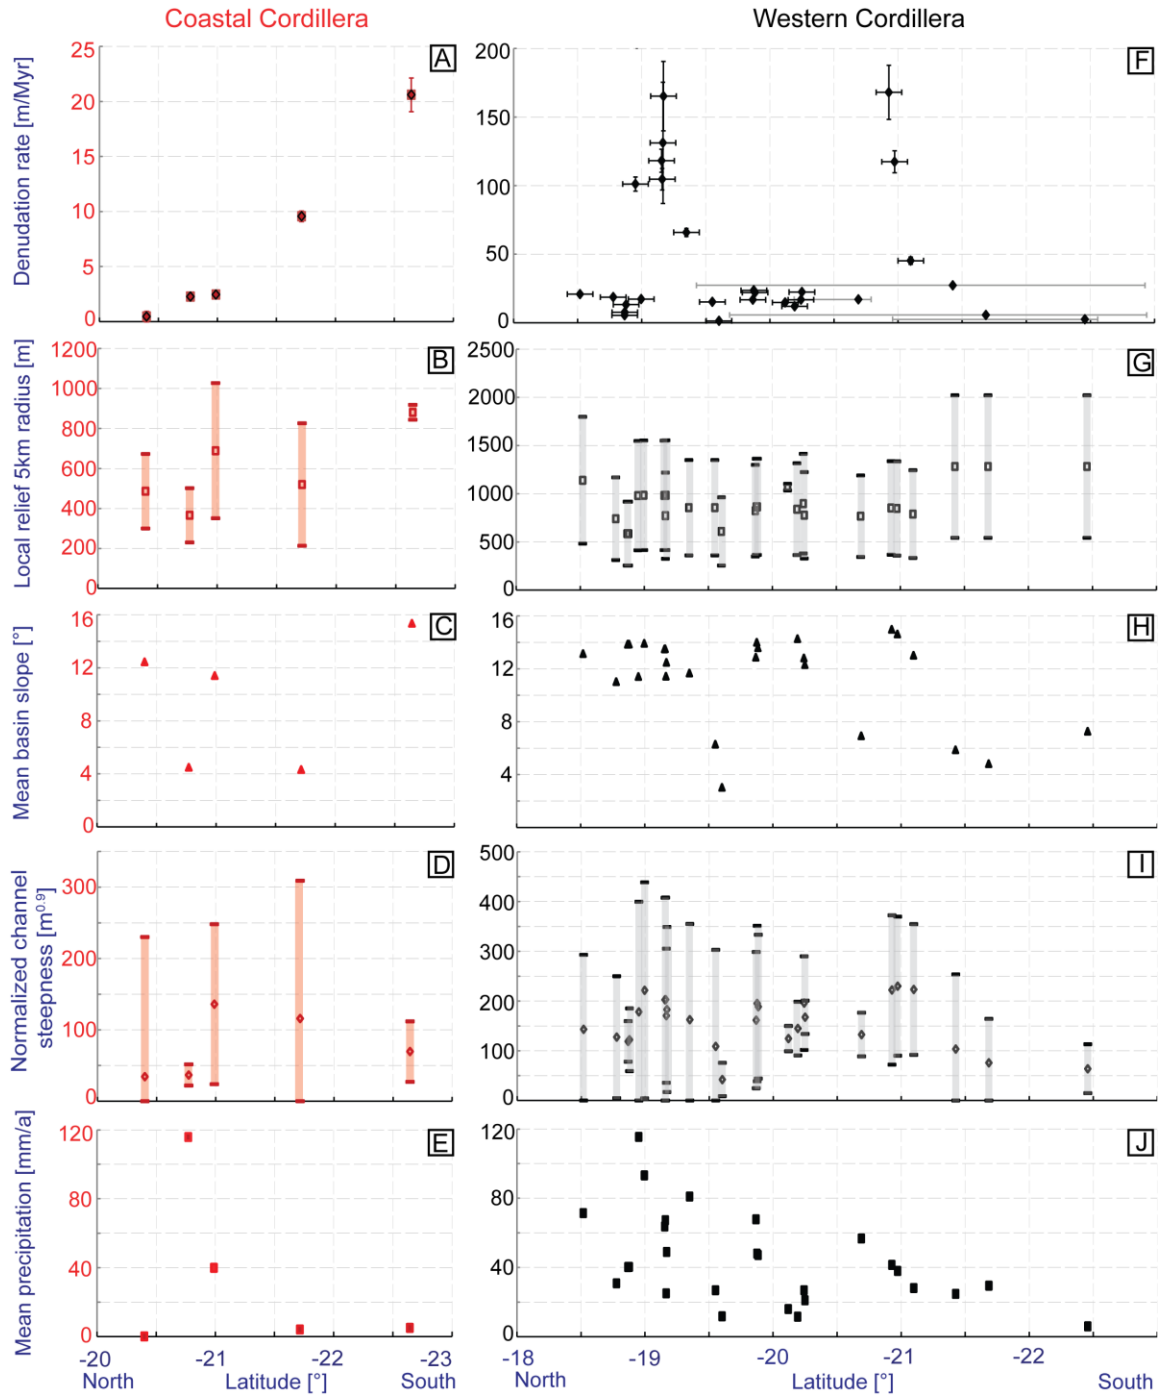 Coastal Cordillera
Western Cordillera
Denudation rate [m/Myr]
25
20
15
10
5
0
A
200
150
100
50
0
F
Local relief 5km radius [m]
1200
1000
800
600
400
200
0
B
2500
2000
1500
1000
500
0
G
Mean basin slope [°]
16
12
8
4
0
C
16
12
8
4
H
Normalized channel
steepness [m0.9]
300
200
100
0
D
500
400
300
200
100
0
I
Mean precipitation [mm/a]
120
80
40
0
E
120
80
40
0
J
-20 -21 -22 -23
North Latitude [°] South
-18 -19 -20 -21 -22
North Latitude [°] South